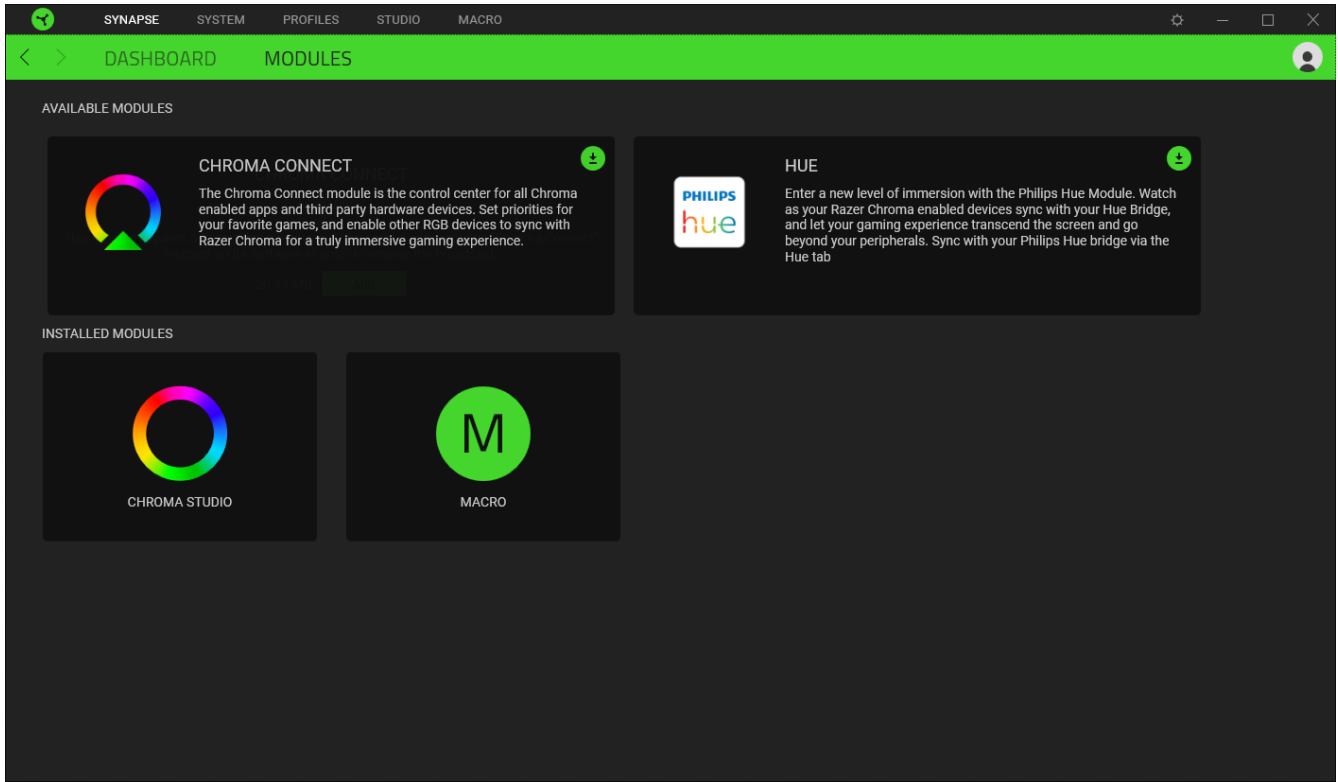 SYNAPSE SYSTEM PROFILES STUDIO MACRO
DASHBOARD MODULES
AVAILABLE MODULES
CHROMA CONNECT
The Chroma Connect module is the control center for all Chroma
enabled apps and third party hardware devices. Set priorities for
your favorite games, and enable other RGB devices to sync with
Razer Chroma for a truly immersive gaming experience.
PHILIPS
hue
HUE
Enter a new level of immersion with the Philips Hue Module. Watch
as your Razer Chroma enabled devices sync with your Hue Bridge,
and let your gaming experience transcend the screen and go
beyond your peripherals. Sync with your Philips Hue bridge via the
Hue tab
INSTALLED MODULES
CHROMA STUDIO
M
MACRO